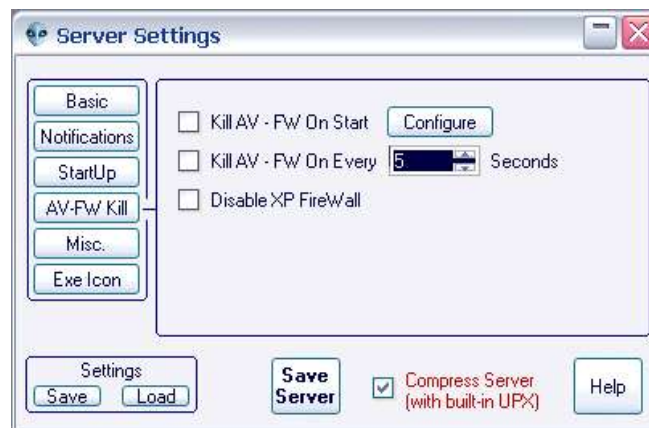 Server Settings
Basic
Notifications
StartUp
AV-FW Kill
Misc.
Exe Icon
Kill AV - FW On Start Configure
Kill AV - FW On Every 5 Seconds
Disable XP FireWall
Settings
Save Load
Save
Server
Compress Server
(with built-in UPX)
Help